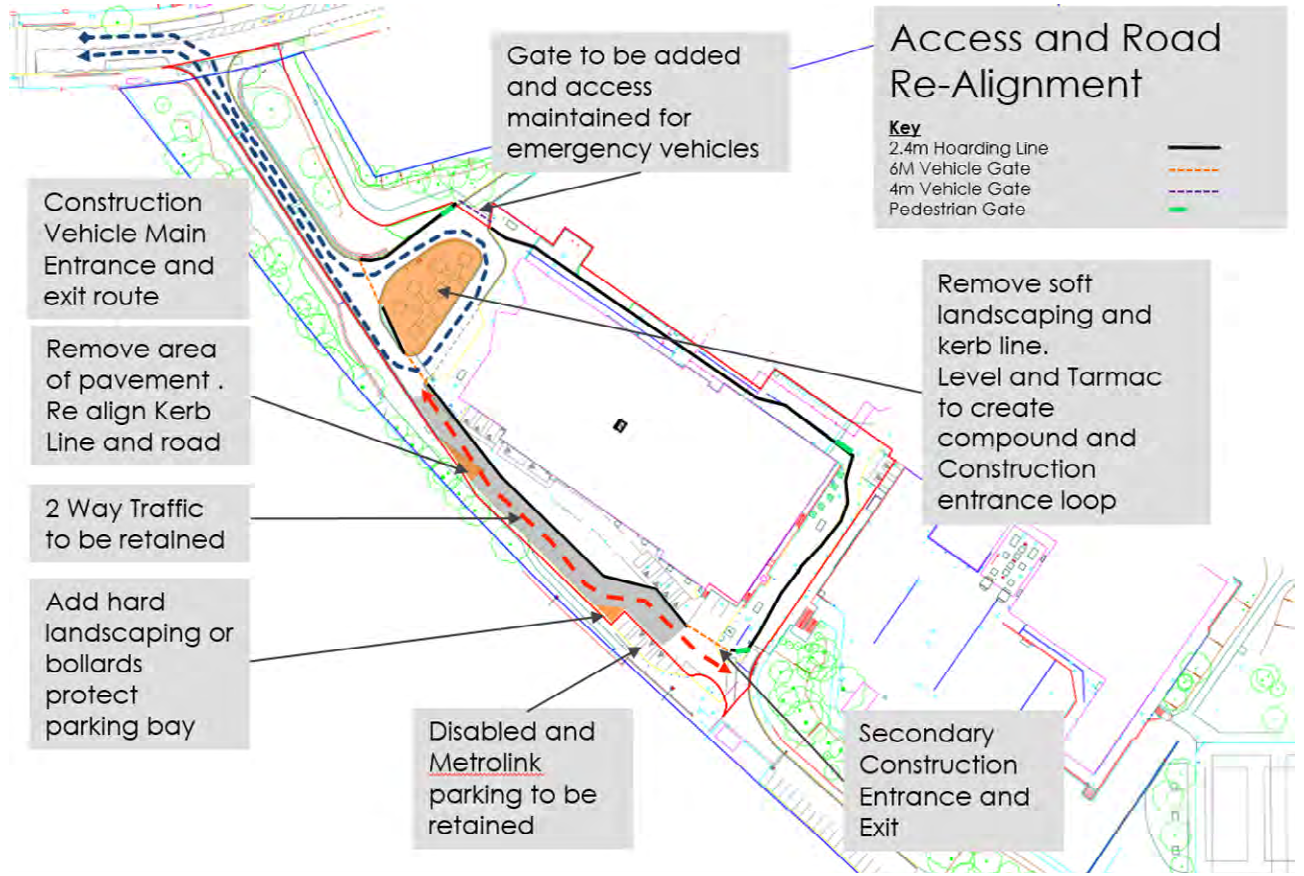 Access and Road
Re-Alignment
Key
2.4m Hoarding Line
6M Vehicle Gate
4m Vehicle Gate
Pedestrian Gate
Gate to be added
and access
maintained for
emergency vehicles
Construction
Vehicle Main
Entrance and
exit route
Remove area
of pavement .
Re align Kerb
Line and road
2 Way Traffic
to be retained
Add hard
landscaping or
bollards
protect
parking bay
Disabled and
Metrolink
parking to be
retained
Remove soft
landscaping and
kerb line.
Level and Tarmac
to create
compound and
Construction
entrance loop
Secondary
Construction
Entrance and
Exit